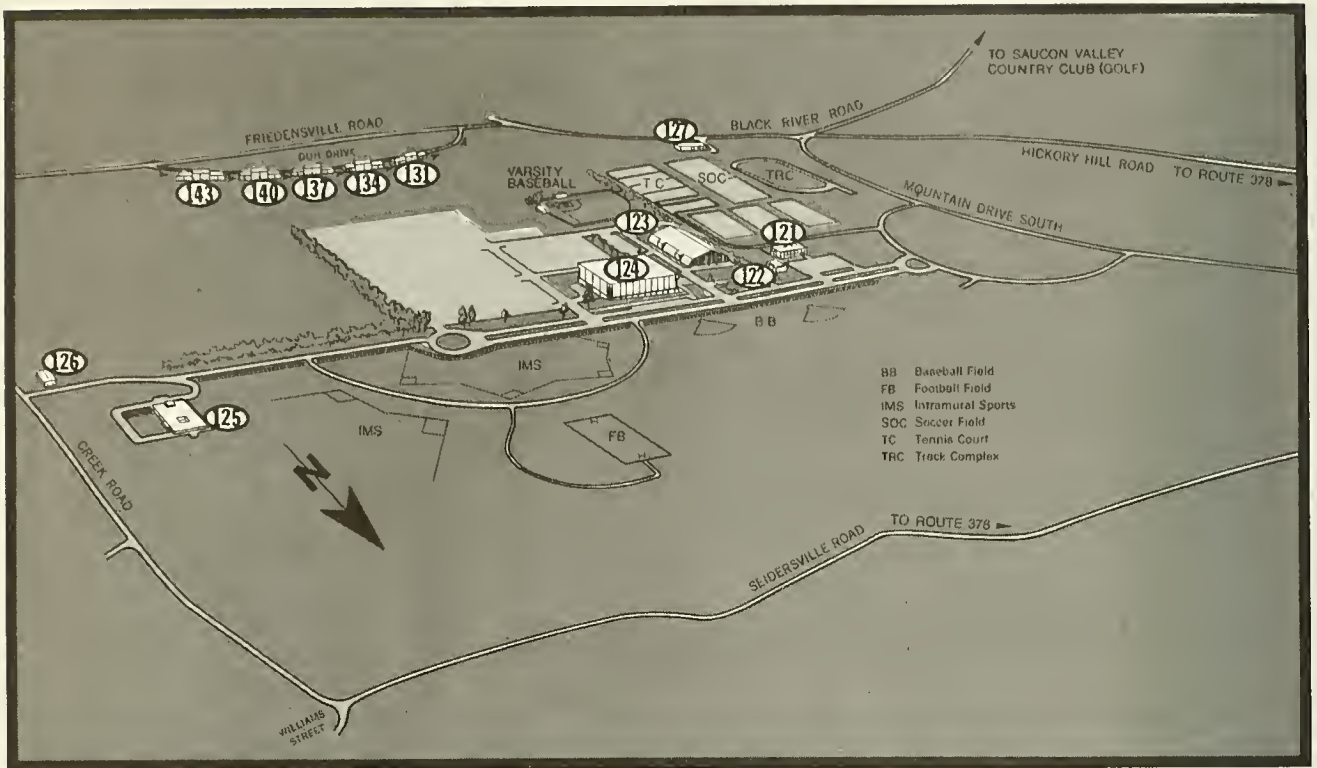 TO SAUCON VALLEY
COUNTRY CLUB (GOLF)
FRIEDENSVILLE ROAD
BLACK RIVER ROAD
127
HICKORY HILL ROAD TO ROUTE 378
DUH DRIVE
143
140
137
134
131
VARSITY
BASEBALL
TC
SOC
TRC
MOUNTAIN DRIVE SOUTH
123
121
124
122
BB
126
IMS
125
IMS
FB
BB Baseball Field
FB Football Field
IMS Intramural Sports
SOC Soccer Field
TC Tennis Court
TRC Track Complex
CREEK ROAD
N
TO ROUTE 378
SEIDERSVILLE ROAD
WILLIAMS
STREET